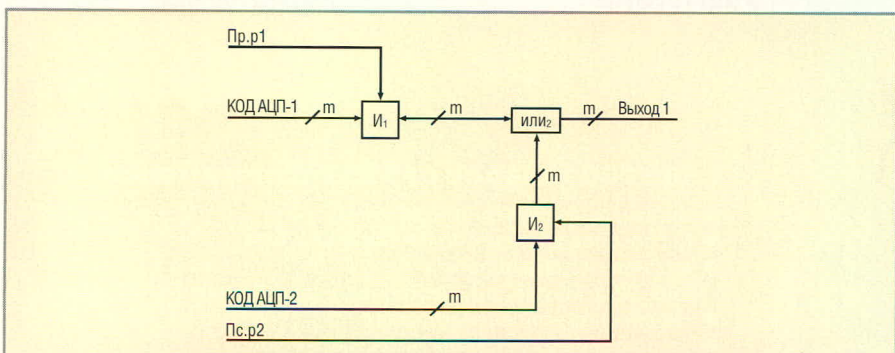 Пр.р1
КОД АЦП-1 m
И₁
m
или₂
m Выход 1
m
И₂
КОД АЦП-2 m
Пс.р2